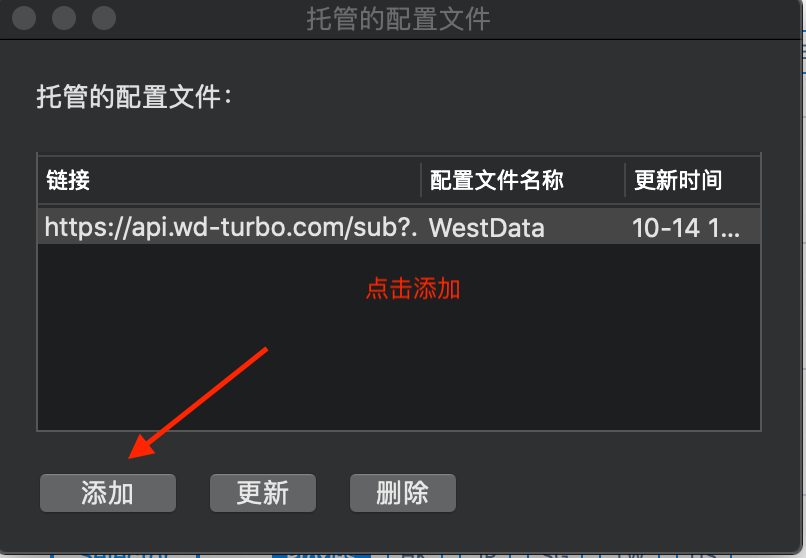 托管的配置文件
托管的配置文件：
链接 配置文件名称 更新时间
https://api.wd-turbo.com/sub?. WestData 10-14 1...
点击添加
添加 更新 删除